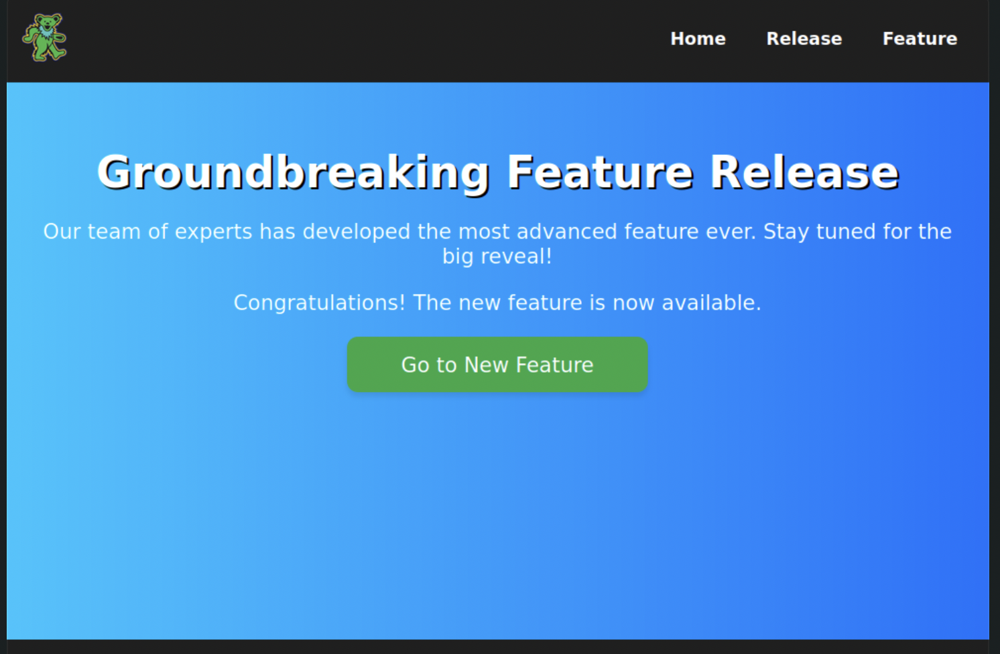 Home Release Feature
Groundbreaking Feature Release
Our team of experts has developed the most advanced feature ever. Stay tuned for the
big reveal!
Congratulations! The new feature is now available.
Go to New Feature